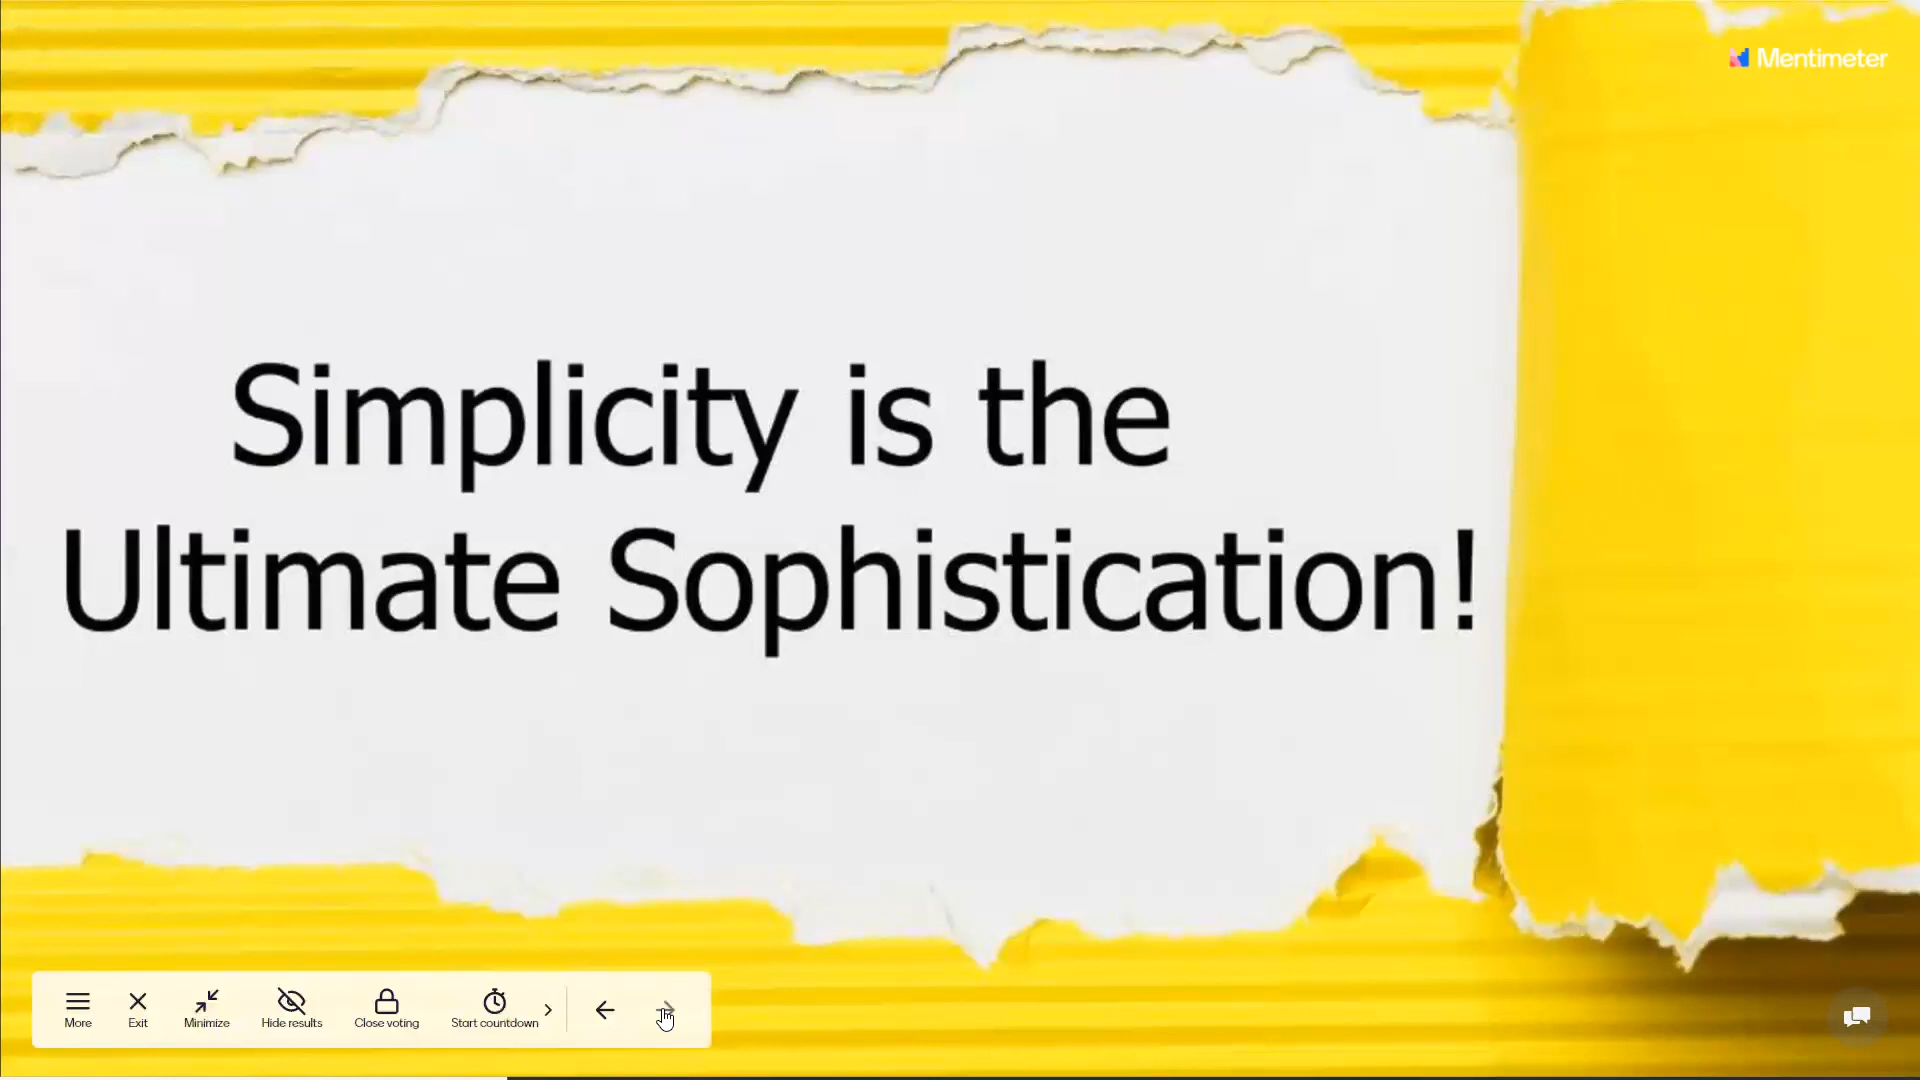 Mentimeter
Simplicity is the
Ultimate Sophistication!
More
Exit
Minimize
Hide results
Close voting
Start countdown